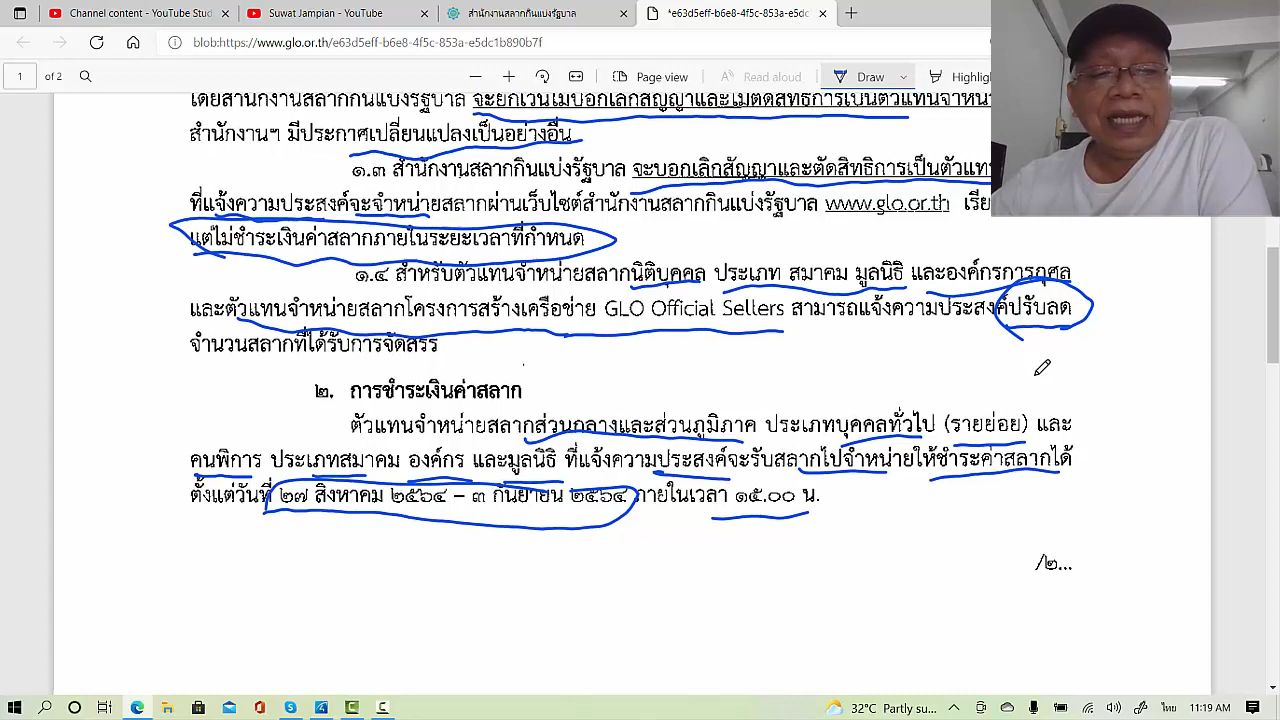 Channel content - YouTube Stud
Suwat Jampian - YouTube
สำนักงานสลากกินแบ่งรัฐบาล
*e63d5eff-b6e8-4f5c-853a-e5dc
blob:https://www.glo.or.th/e63d5eff-b6e8-4f5c-853a-e5dc1b890b7f
1 of 2 Page view Read aloud Draw Highligh
โดยสำนักงานสลากกินแบ่งรัฐบาล จะยกเว้นไม่บอกเลิกสัญญาและไม่ตัดสิทธิการเป็นตัวแทนจำหน่
สำนักงานฯ มีประกาศเปลี่ยนแปลงเป็นอย่างอื่น
๑.๓ สำนักงานสลากกินแบ่งรัฐบาล จะบอกเลิกสัญญาและตัดสิทธิการเป็นตัวแทน
ที่แจ้งความประสงค์จะจำหน่ายสลากผ่านเว็บไซต์สำนักงานสลากกินแบ่งรัฐบาล www.glo.or.th เรีย
แต่ไม่ชำระเงินค่าสลากภายในระยะเวลาที่กำหนด
๑.๔ สำหรับตัวแทนจำหน่ายสลากนิติบุคคล ประเภท สมาคม มูลนิธิ และองค์กรการกุศล
และตัวแทนจำหน่ายสลากโครงการสร้างเครือข่าย GLO Official Sellers สามารถแจ้งความประสงค์ปรับลด
จำนวนสลากที่ได้รับการจัดสรร
๒. การชำระเงินค่าสลาก
ตัวแทนจำหน่ายสลากส่วนกลางและส่วนภูมิภาค ประเภทบุคคลทั่วไป (รายย่อย) และ
คนพิการ ประเภทสมาคม องค์กร และมูลนิธิ ที่แจ้งความประสงค์จะรับสลากไปจำหน่ายให้ชำระค่าสลากได้
ตั้งแต่วันที่ ๒๗ สิงหาคม ๒๕๖๔ – ๓ กันยายน ๒๕๖๔ ภายในเวลา ๑๕.๐๐ น.
/๒...
32°C Partly su... ไทย 11:19 AM